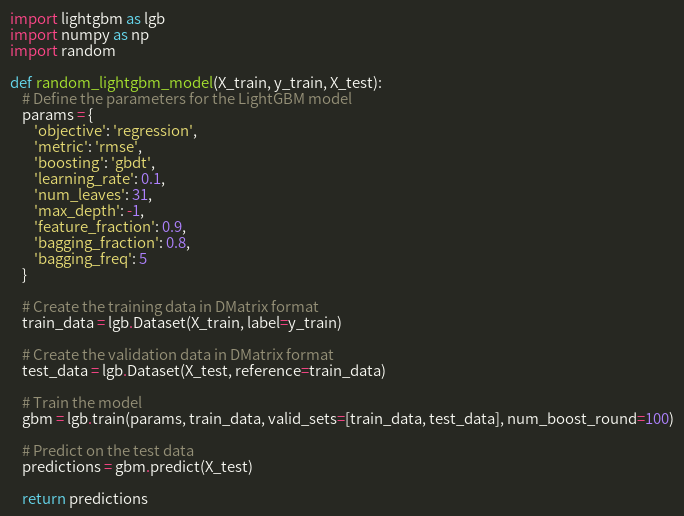 import lightgbm as lgb
import numpy as np
import random

def random_lightgbm_model(X_train, y_train, X_test):
    # Define the parameters for the LightGBM model
    params = {
        'objective': 'regression',
        'metric': 'rmse',
        'boosting': 'gbdt',
        'learning_rate': 0.1,
        'num_leaves': 31,
        'max_depth': -1,
        'feature_fraction': 0.9,
        'bagging_fraction': 0.8,
        'bagging_freq': 5
    }

    # Create the training data in DMatrix format
    train_data = lgb.Dataset(X_train, label=y_train)

    # Create the validation data in DMatrix format
    test_data = lgb.Dataset(X_test, reference=train_data)

    # Train the model
    gbm = lgb.train(params, train_data, valid_sets=[train_data, test_data], num_boost_round=100)

    # Predict on the test data
    predictions = gbm.predict(X_test)

    return predictions